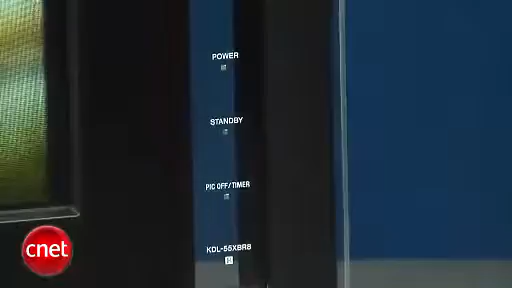 POWER
STANDBY
PIC OFF/TIMER
KDL-55XBR8
cnet